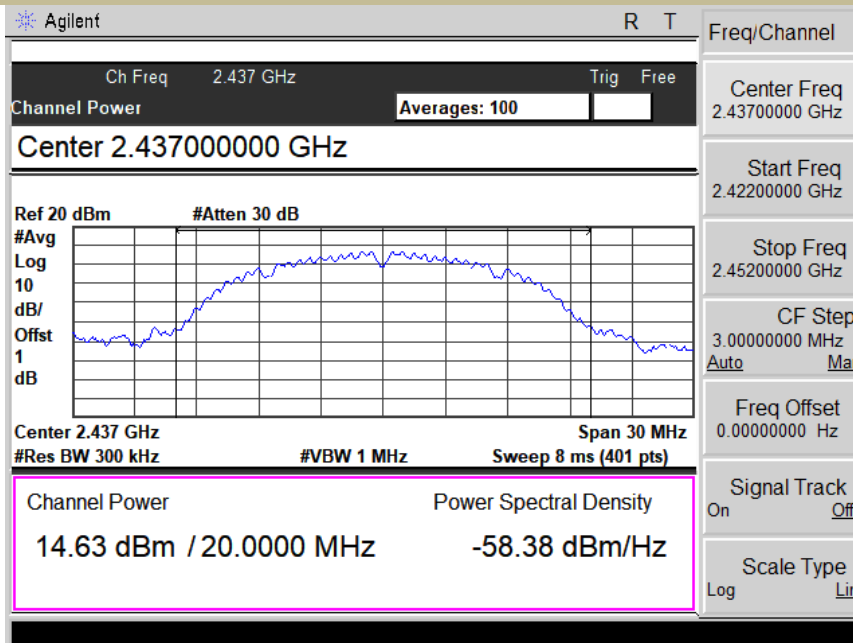 Agilent R T
Freq/Channel
Ch Freq 2.437 GHz Trig Free
Channel Power Averages: 100
Center 2.437000000 GHz
Ref 20 dBm #Atten 30 dB
#Avg
Log
10
dB/
Offst
1
dB
Center 2.437 GHz Span 30 MHz
#Res BW 300 kHz #VBW 1 MHz Sweep 8 ms (401 pts)
Channel Power Power Spectral Density
14.63 dBm / 20.0000 MHz -58.38 dBm/Hz
Center Freq
2.43700000 GHz
Start Freq
2.42200000 GHz
Stop Freq
2.45200000 GHz
CF Step
3.00000000 MHz
Auto Ma
Freq Offset
0.00000000 Hz
Signal Track
On Off
Scale Type
Log Lin